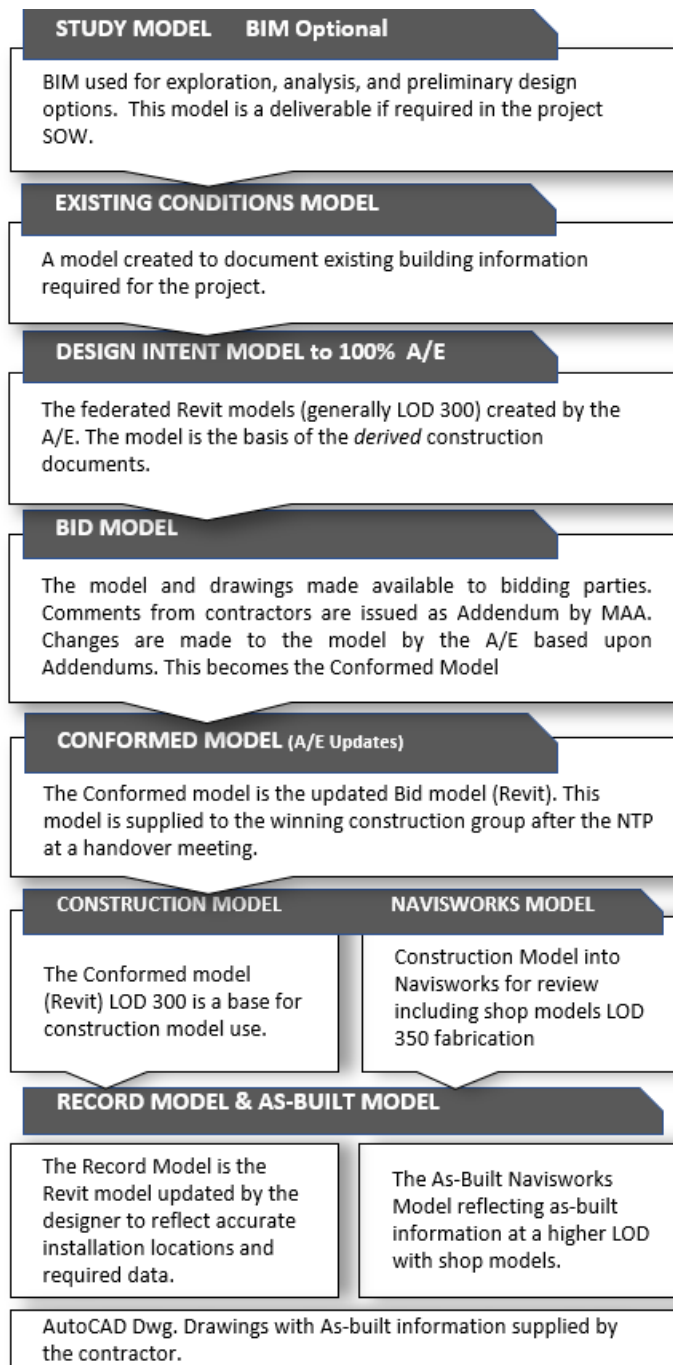 STUDY MODEL BIM Optional
BIM used for exploration, analysis, and preliminary design
options. This model is a deliverable if required in the project
SOW.
EXISTING CONDITIONS MODEL
A model created to document existing building information
required for the project.
DESIGN INTENT MODEL to 100% A/E
The federated Revit models (generally LOD 300) created by the
A/E. The model is the basis of the derived construction
documents.
BID MODEL
The model and drawings made available to bidding parties.
Comments from contractors are issued as Addendum by MAA.
Changes are made to the model by the A/E based upon
Addendums. This becomes the Conformed Model
CONFORMED MODEL (A/E Updates)
The Conformed model is the updated Bid model (Revit). This
model is supplied to the winning construction group after the NTP
at a handover meeting.
CONSTRUCTION MODEL
The Conformed model
(Revit) LOD 300 is a base for
construction model use.
NAVISWORKS MODEL
Construction Model into
Navisworks for review
including shop models LOD
350 fabrication
RECORD MODEL & AS-BUILT MODEL
The Record Model is the
Revit model updated by the
designer to reflect accurate
installation locations and
required data.
The As-Built Navisworks
Model reflecting as-built
information at a higher LOD
with shop models.
AutoCAD Dwg. Drawings with As-built information supplied by
the contractor.